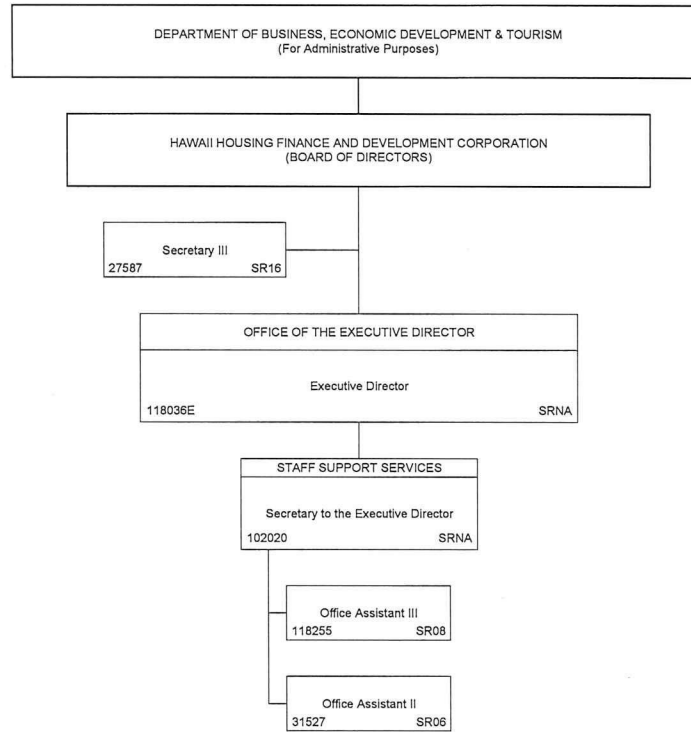 DEPARTMENT OF BUSINESS, ECONOMIC DEVELOPMENT & TOURISM
(For Administrative Purposes)
HAWAII HOUSING FINANCE AND DEVELOPMENT CORPORATION
(BOARD OF DIRECTORS)
Secretary III
27587 SR16
OFFICE OF THE EXECUTIVE DIRECTOR
Executive Director
118036E SRNA
STAFF SUPPORT SERVICES
Secretary to the Executive Director
102020 SRNA
Office Assistant III
118255 SR08
Office Assistant II
31527 SR06